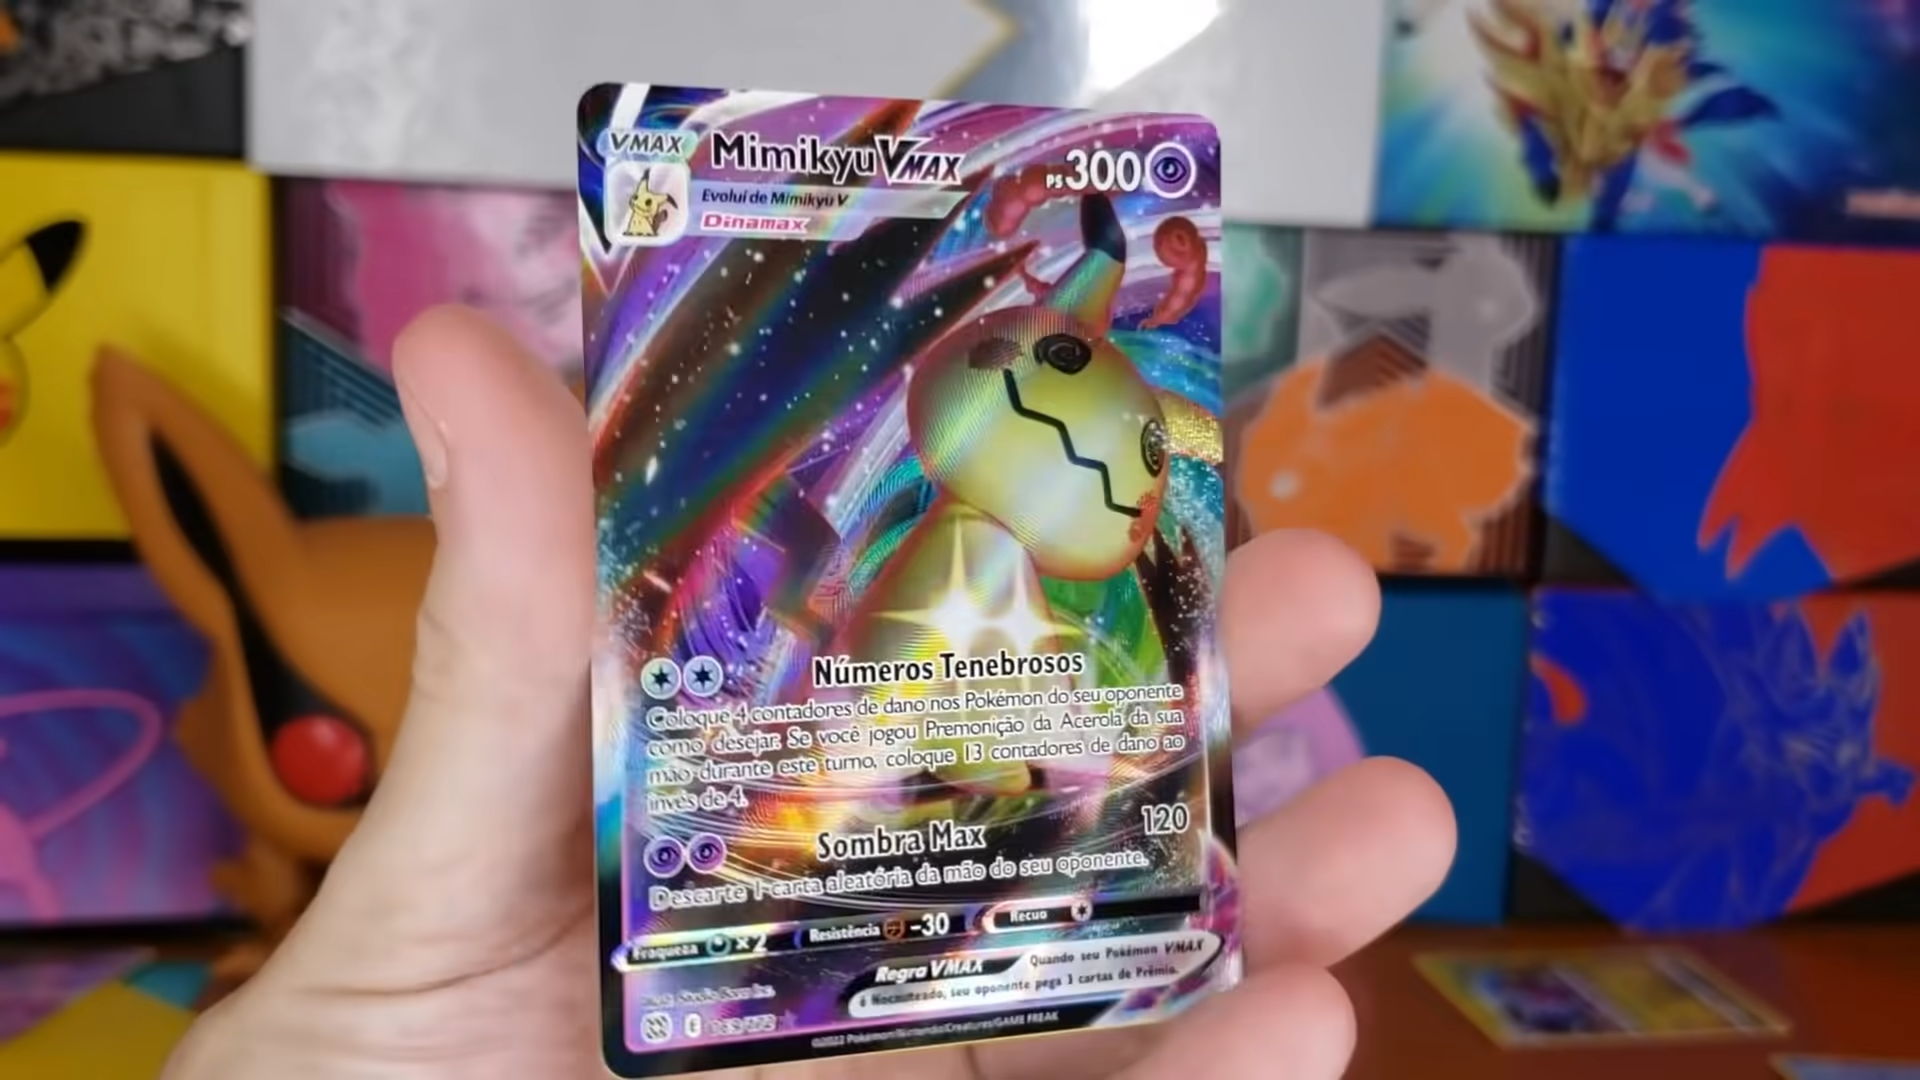 VMAX
Mimikyu VMAX
PS 300
Evolui de Mimikyu V
Dinamax
Números Tenebrosos
Coloque 4 contadores de dano nos Pokémon do seu oponente
como desejar. Se você jogou Premonição da Acerola da sua
mão durante este turno, coloque 13 contadores de dano ao
invés de 4.
Sombra Max 120
Descarte 1 carta aleatória da mão do seu oponente.
Fraqueza ×2 Resistência -30 Recuo
Regra VMAX Quando seu Pokémon VMAX
é Nocauteado, seu oponente pega 3 cartas de Prêmio.
E
©2022 Pokémon/Nintendo/Creatures/GAME FREAK